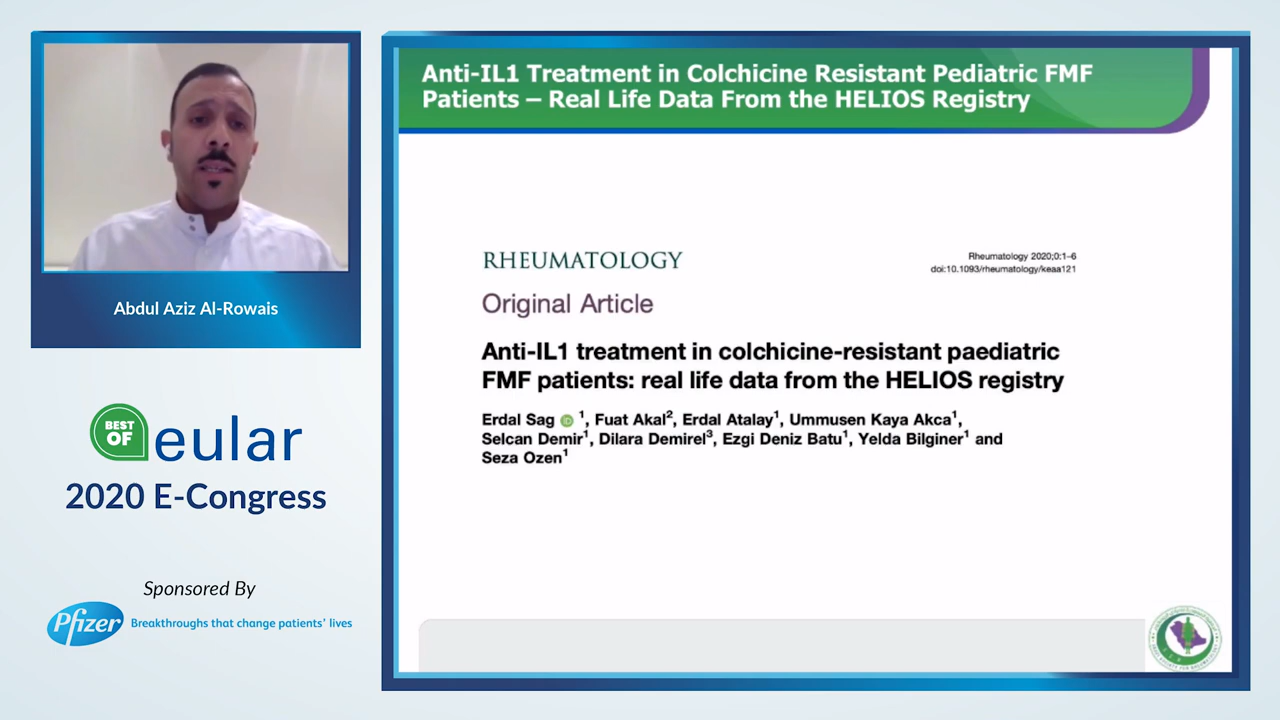 Abdul Aziz Al-Rowais
BEST OF eular
2020 E-Congress
Sponsored By
Pfizer Breakthroughs that change patients' lives
Anti-IL1 Treatment in Colchicine Resistant Pediatric FMF
Patients – Real Life Data From the HELIOS Registry
RHEUMATOLOGY
Rheumatology 2020;0:1–6
doi:10.1093/rheumatology/keaa121
Original Article
Anti-IL1 treatment in colchicine-resistant paediatric
FMF patients: real life data from the HELIOS registry
Erdal Sag iD 1, Fuat Akal2, Erdal Atalay1, Ummusen Kaya Akca1,
Selcan Demir1, Dilara Demirel3, Ezgi Deniz Batu1, Yelda Bilginer1 and
Seza Ozen1